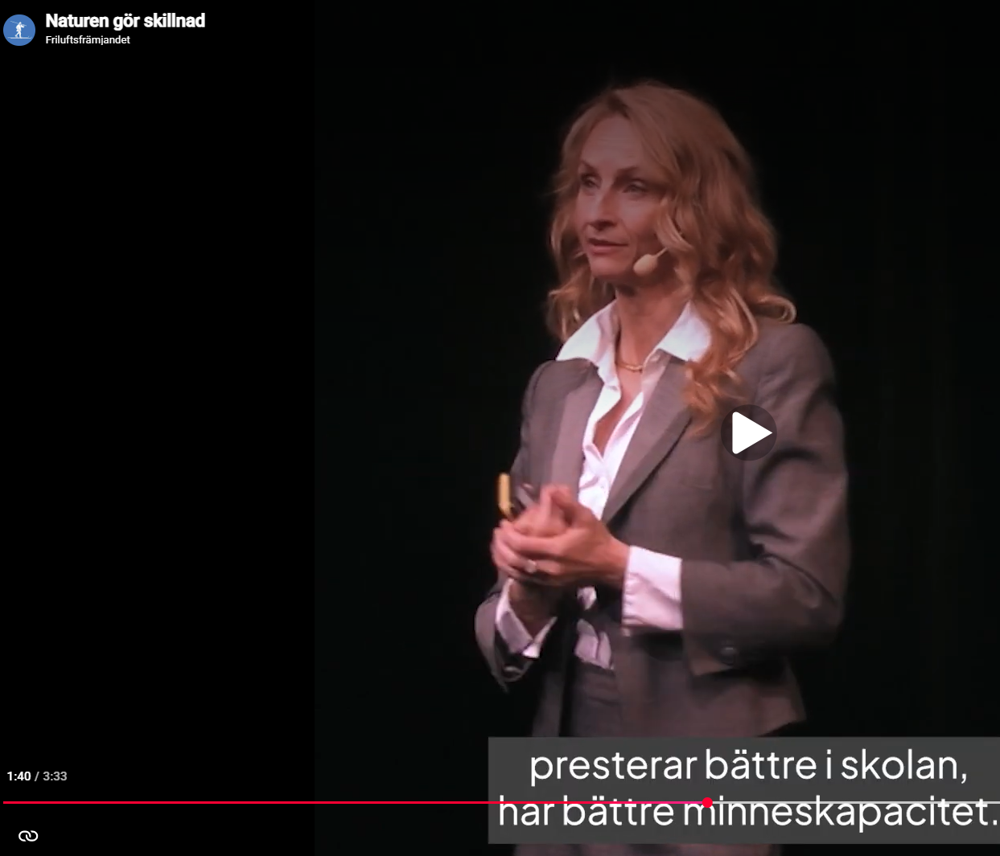 Naturen gör skillnad
Friluftsfrämjandet
presterar bättre i skolan,
har bättre minneskapacitet.
1:40 / 3:33